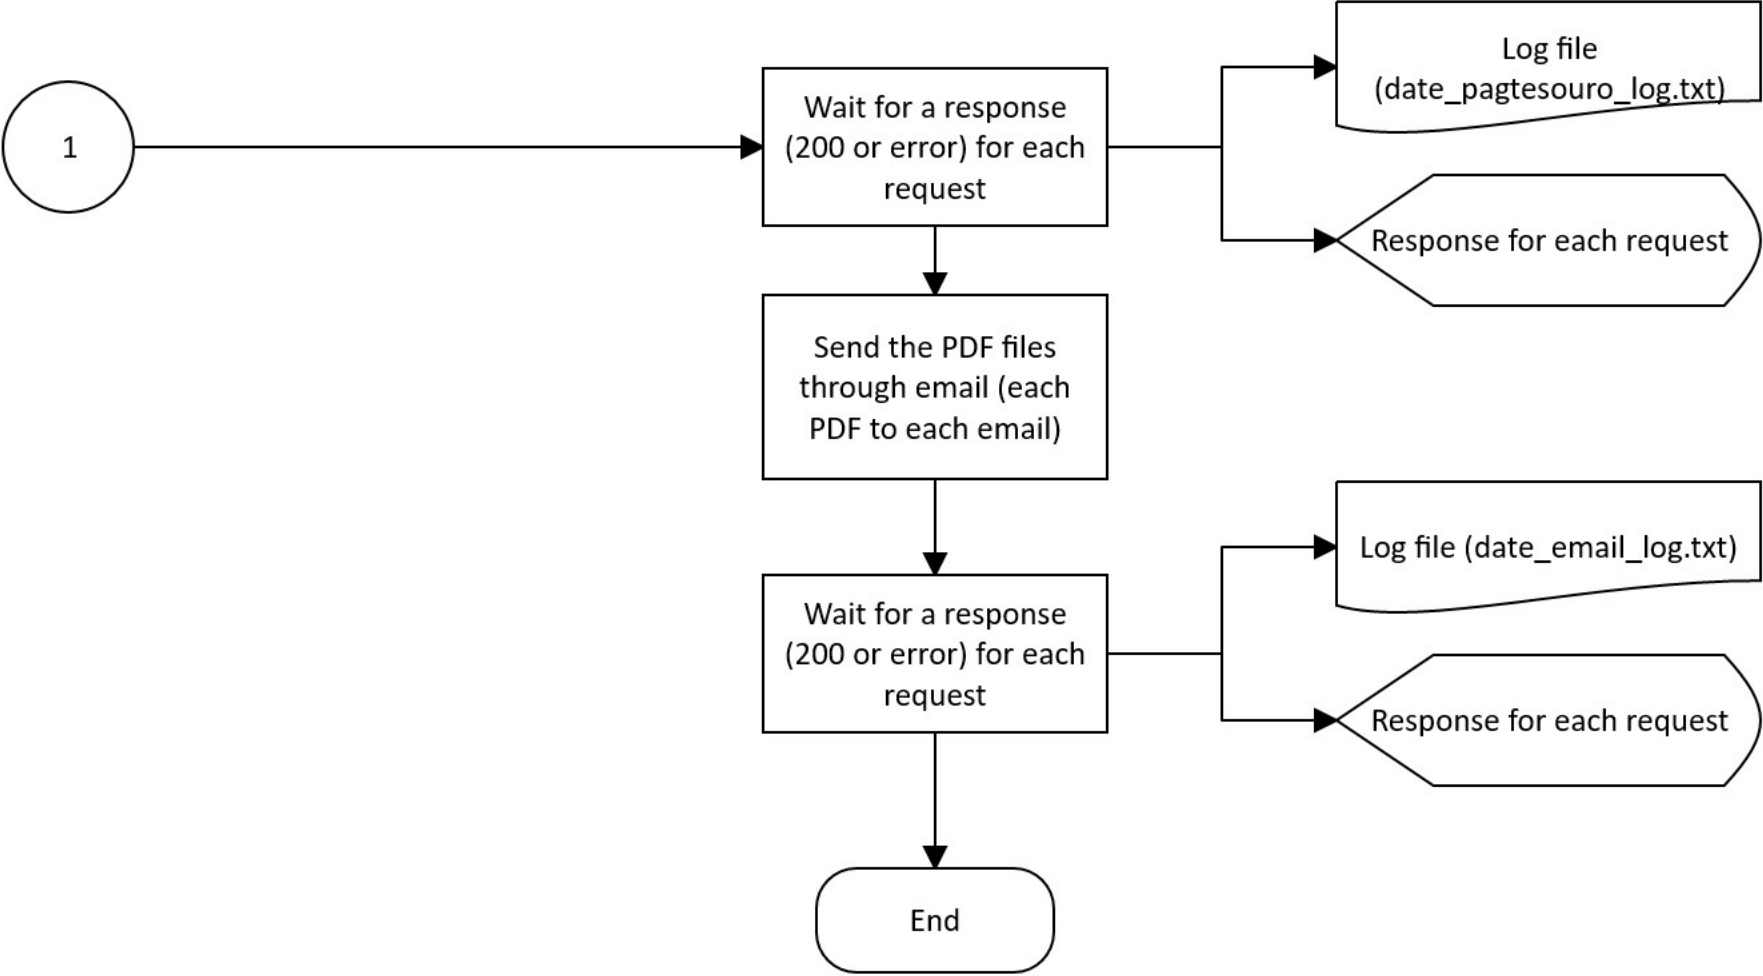 1
Wait for a response
(200 or error) for each
request
Log file
(date_pagtesouro_log.txt)
Response for each request
Send the PDF files
through email (each
PDF to each email)
Wait for a response
(200 or error) for each
request
Log file (date_email_log.txt)
Response for each request
End